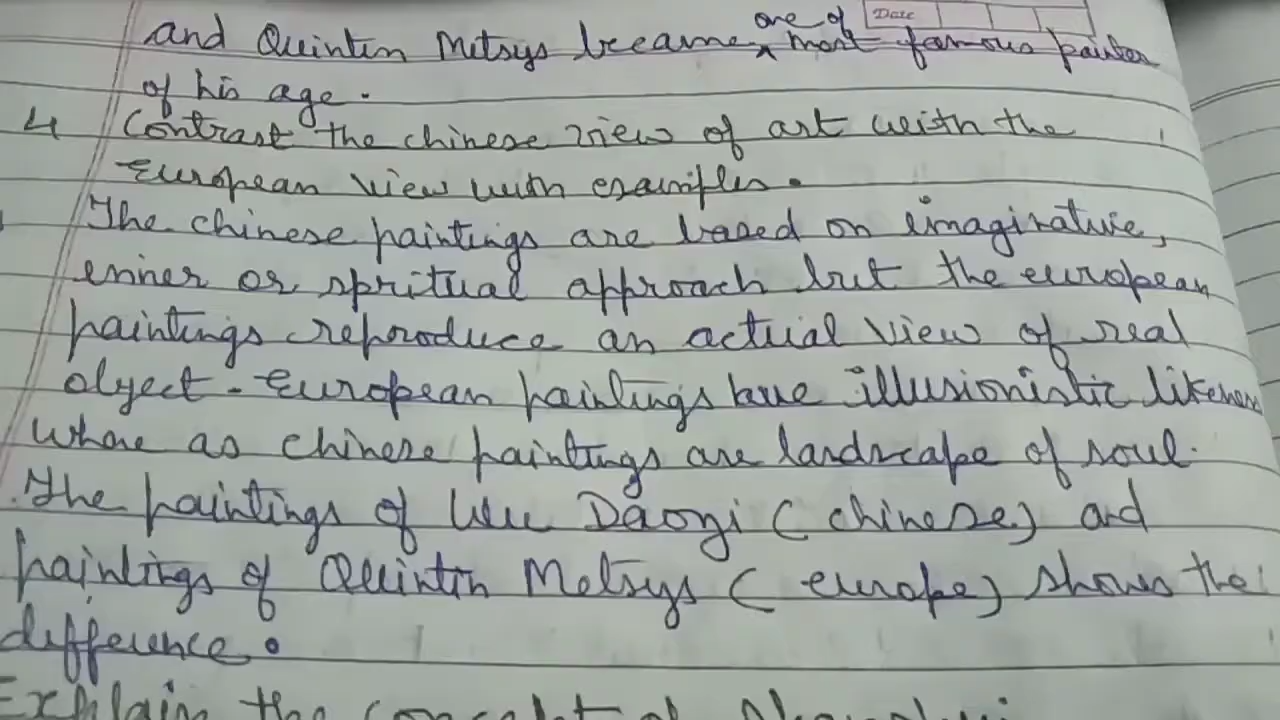 Date
and Quintin Metsys became one of most famous painter
of his age.
4 Contrast the chinese view of art with the
European view with examples.
The chinese paintings are based on imaginative,
enner or spritual approach but the european
paintings reproduce an actual view of real
object - European paintings have illusionistic likeness
where as chinese paintings are landscape of soul.
The paintings of Wu Daozi (chinese) and
paintings of Quintin Metsys (europe) shows the
difference.
Explain the concept of